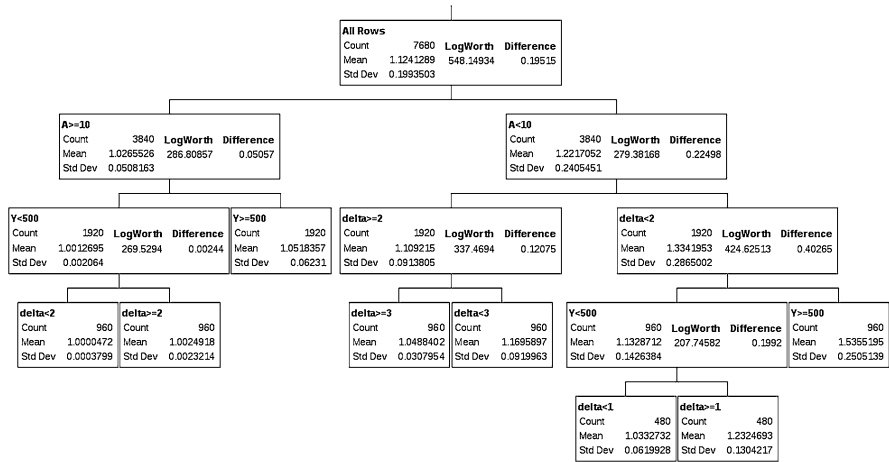 All Rows
Count 7680 LogWorth Difference
Mean 1.1241289 548.14934 0.19515
Std Dev 0.1993503
A>=10
Count 3840 LogWorth Difference
Mean 1.0265526 286.80857 0.05057
Std Dev 0.0508163
A<10
Count 3840 LogWorth Difference
Mean 1.2217052 279.38168 0.22498
Std Dev 0.2405451
Y<500
Count 1920 LogWorth Difference
Mean 1.0012695 269.5294 0.00244
Std Dev 0.002064
Y>=500
Count 1920
Mean 1.0518357
Std Dev 0.06231
delta>=2
Count 1920 LogWorth Difference
Mean 1.109215 337.4694 0.12075
Std Dev 0.0913805
delta<2
Count 1920 LogWorth Difference
Mean 1.3341953 424.62513 0.40265
Std Dev 0.2865002
delta<2
Count 960
Mean 1.0000472
Std Dev 0.0003799
delta>=2
Count 960
Mean 1.0024918
Std Dev 0.0023214
delta>=3
Count 960
Mean 1.0488402
Std Dev 0.0307954
delta<3
Count 960
Mean 1.1695897
Std Dev 0.0919963
Y<500
Count 960 LogWorth Difference
Mean 1.1328712 207.74582 0.1992
Std Dev 0.1426384
Y>=500
Count 960
Mean 1.5355195
Std Dev 0.2505139
delta<1
Count 480
Mean 1.0332732
Std Dev 0.0619928
delta>=1
Count 480
Mean 1.2324693
Std Dev 0.1304217